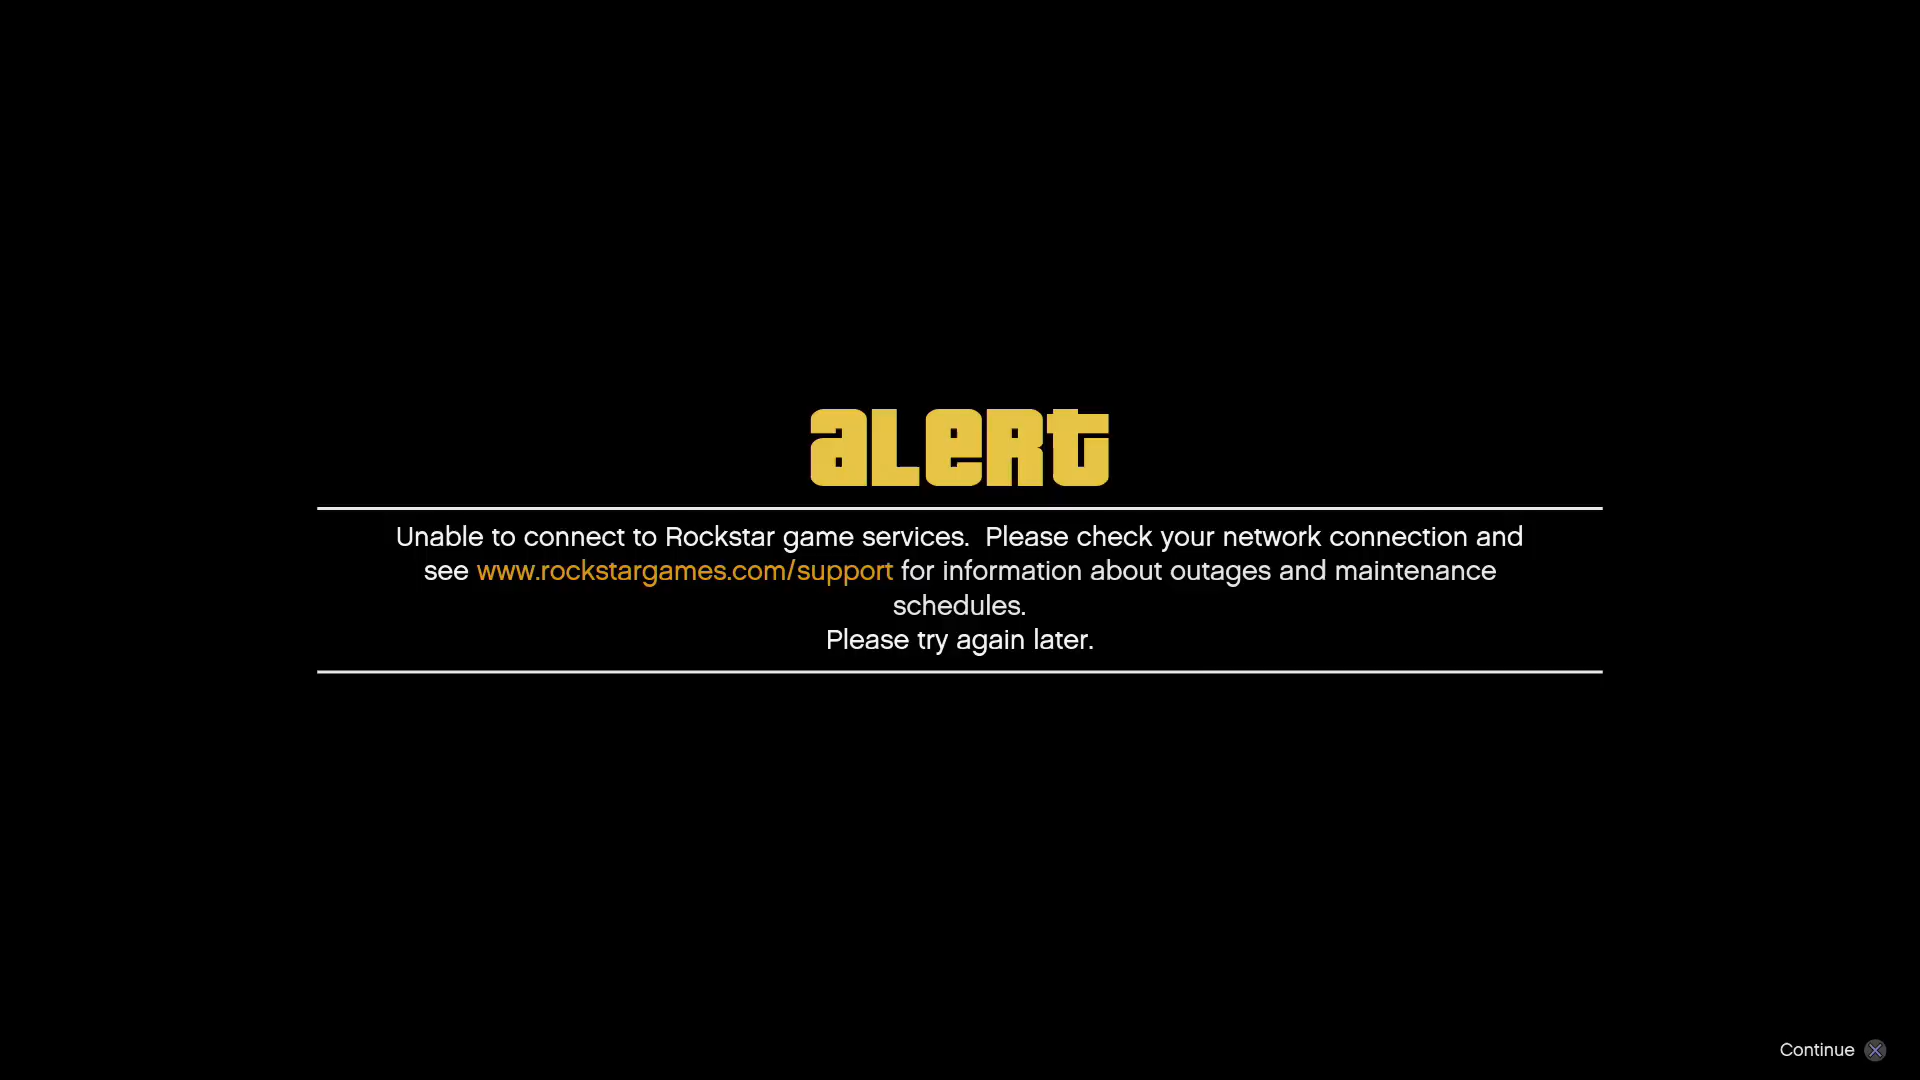 aLeRt
Unable to connect to Rockstar game services.  Please check your network connection and
see www.rockstargames.com/support for information about outages and maintenance
schedules.
Please try again later.
Continue